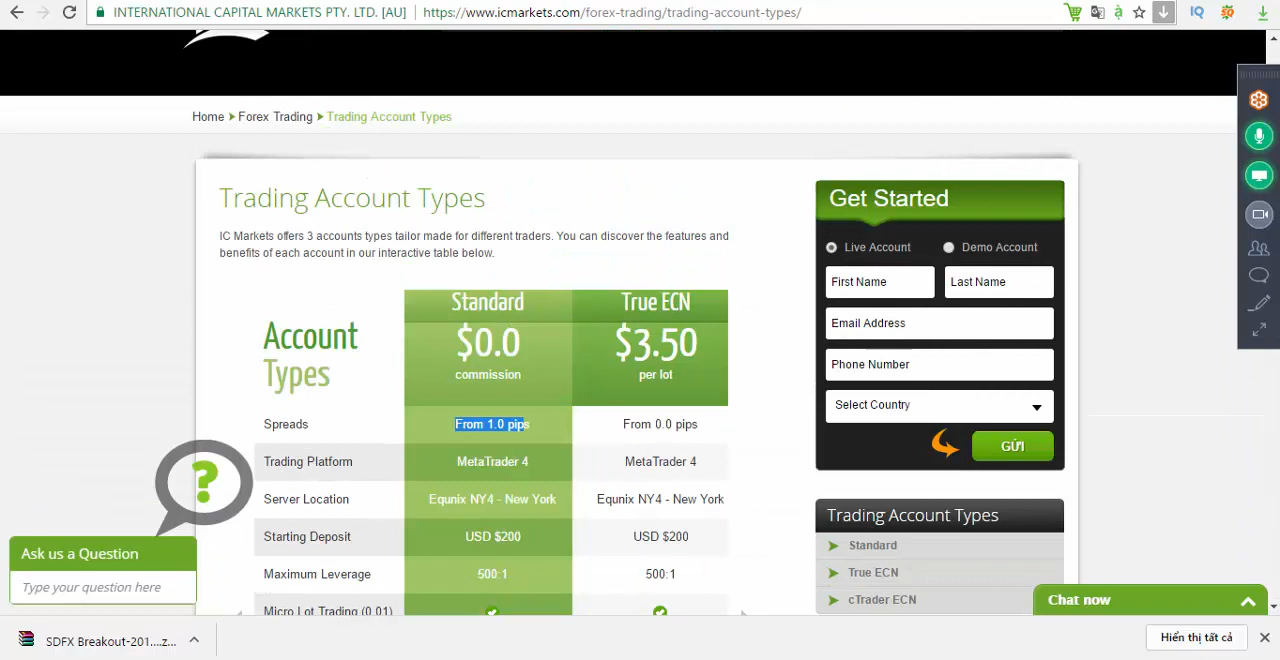 INTERNATIONAL CAPITAL MARKETS PTY. LTD. [AU]
https://www.icmarkets.com/forex-trading/trading-account-types/
Home
Forex Trading
Trading Account Types
Trading Account Types
IC Markets offers 3 accounts types tailor made for different traders. You can discover the features and
benefits of each account in our interactive table below.
Account
Types
Standard
$0.0
commission
True ECN
$3.50
per lot
Spreads From 1.0 pips From 0.0 pips
Trading Platform MetaTrader 4 MetaTrader 4
Server Location Equnix NY4 - New York Equnix NY4 - New York
Starting Deposit USD $200 USD $200
Maximum Leverage 500:1 500:1
Micro Lot Trading (0.01)
Get Started
Live Account Demo Account
First Name Last Name
Email Address
Phone Number
Select Country
GỬI
Trading Account Types
Standard
True ECN
cTrader ECN
?
Ask us a Question
Type your question here
Chat now
SDFX Breakout-201....z...
Hiển thị tất cả
IQ